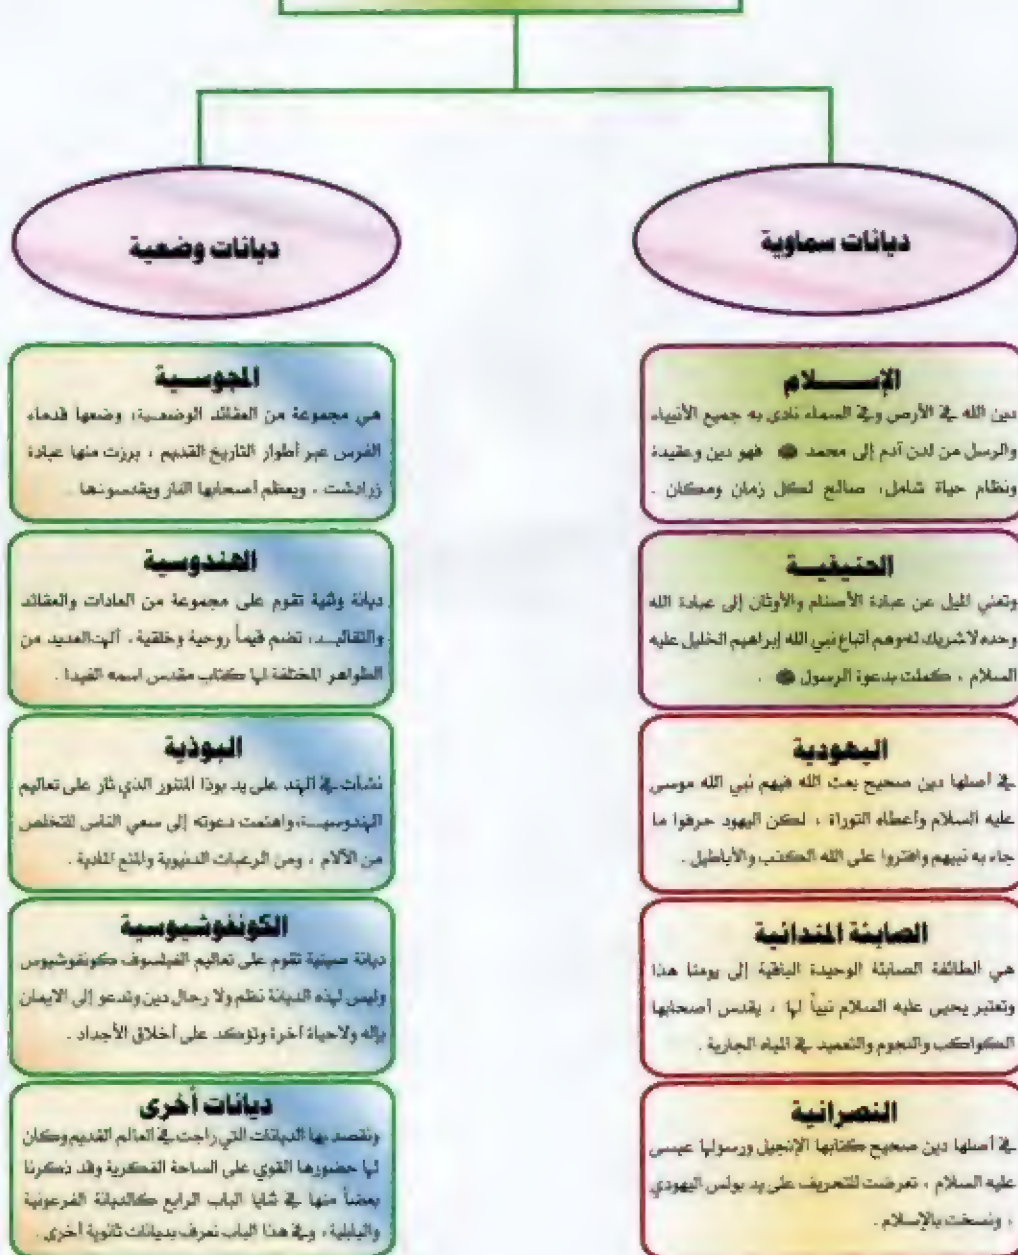 ديانات سماوية
الإسلام
دين الله في الأرض وفي السماء نادى به جميع الأنبياء
والرسل من لدن آدم إلى محمد ﷺ فهو دين وعقيدة
ونظام حياة شامل، صالح لكل زمان ومكان .
الحنيفية
وتعني الميل عن عبادة الأصنام والأوثان إلى عبادة الله
وحده لا شريك له وهم أتباع نبي الله إبراهيم الخليل عليه
السلام ، كملت بدعوة الرسول ﷺ .
اليهودية
في أصلها دين صحيح بعث الله فيهم نبي الله موسى
عليه السلام وأعطاه التوراة ، لكن اليهود حرفوا ما
جاء به نبيهم وافتروا على الله الكذب والأباطيل .
الصابئة المندائية
هي الطائفة الصابئة الوحيدة الباقية إلى يومنا هذا
وتعتبر يحيى عليه السلام نبياً لها ، يقدس أصحابها
الكواكب والنجوم والتعميد في المياه الجارية .
النصرانية
في أصلها دين صحيح كتابها الإنجيل ورسولها عيسى
عليه السلام ، تعرضت للتحريف على يد بولس اليهودي
، ونسخت بالإسلام .
ديانات وضعية
المجوسية
هي مجموعة من العقائد الوضعية، وضعها قدماء
الفرس عبر أطوار التاريخ القديم ، برزت منها عبادة
زرادشت ، ويعظم أصحابها النار ويقدسونها .
الهندوسية
ديانة وثنية تقوم على مجموعة من العادات والعقائد
والتقاليد، تضم قيماً روحية وخلقية ، ألهت العديد من
الظواهر المختلفة لها كتاب مقدس اسمه الفيدا .
البوذية
نشأت في الهند على يد بوذا المتنور الذي ثار على تعاليم
الهندوسية، واهتمت دعوته إلى سعي الناس للتخلص
من الآلام ، ومن الرغبات الدنيوية والمتع المادية .
الكونفوشيوسية
ديانة صينية تقوم على تعاليم الفيلسوف كونفوشيوس
وليس لهذه الديانة نظم ولا رجال دين وتدعو إلى الايمان
بإله ولاحياة آخرة وتؤكد على أخلاق الأجداد .
ديانات أخرى
ونقصد بها الديانات التي راجت في العالم القديم وكان
لها حضورها القوي على الساحة الفكرية وقد ذكرنا
بعضاً منها في ثنايا الباب الرابع كالديانة الفرعونية
والبابلية ، وفي هذا الباب نعرف بديانات ثانوية أخرى .